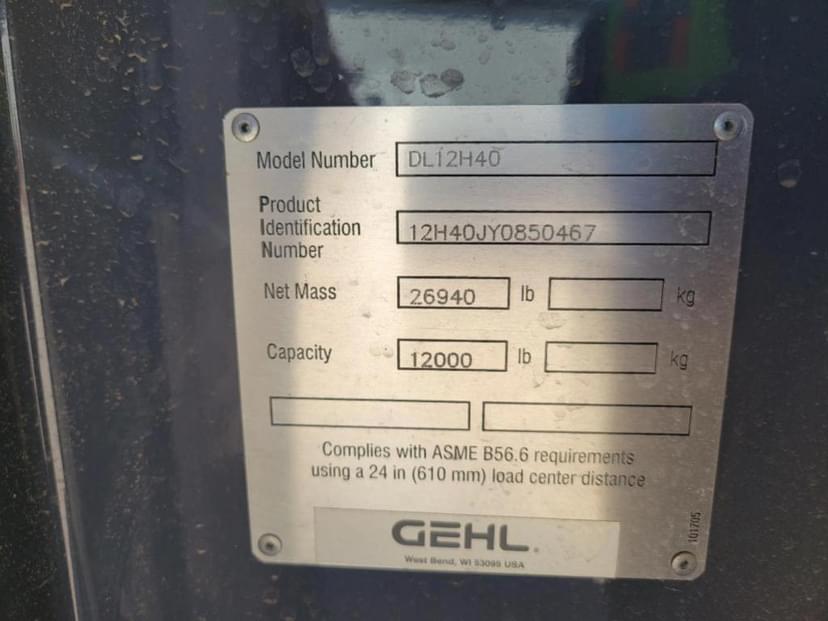 Model Number DL12H40
Product
Identification 12H40JY0850467
Number
Net Mass 26940 lb kg
Capacity 12000 lb kg
Complies with ASME B56.6 requirements
using a 24 in (610 mm) load center distance
GEHL
West Bend, WI 53095 USA
101705